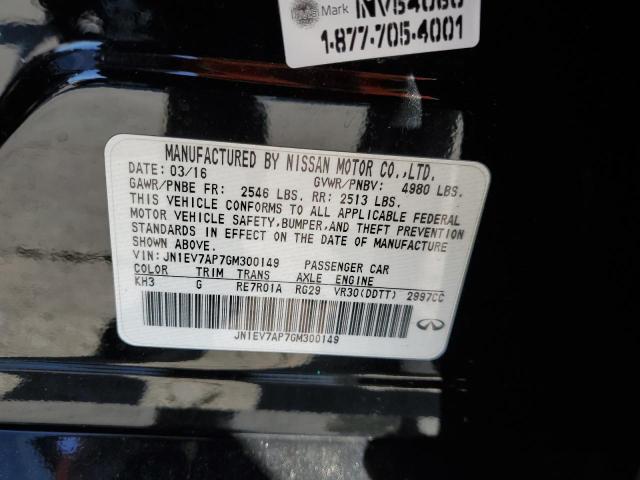 Mark
1-877-705-4001
MANUFACTURED BY NISSAN MOTOR CO.,LTD.
DATE: 03/16 GVWR/PNBV: 4980 LBS.
GAWR/PNBE FR: 2546 LBS. RR: 2513 LBS.
THIS VEHICLE CONFORMS TO ALL APPLICABLE FEDERAL
MOTOR VEHICLE SAFETY,BUMPER,AND THEFT PREVENTION
STANDARDS IN EFFECT ON THE DATE OF MANUFACTURE
SHOWN ABOVE.
VIN: JN1EV7AP7GM300149 PASSENGER CAR
COLOR TRIM TRANS AXLE ENGINE
KH3 G RE7R01A RG29 VR30(DDTT) 2997CC
JN1EV7AP7GM300149